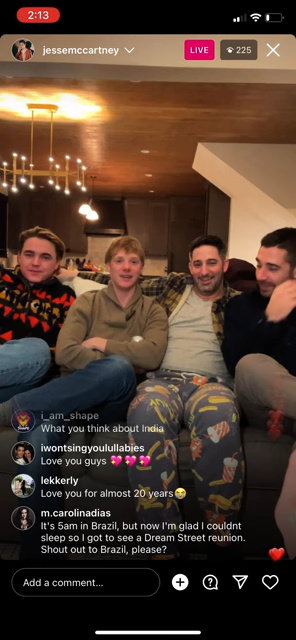 2:13
jessemccartney
LIVE
225
i_am_shape
What you think about India
iwontsingyoulullabies
Love you guys 💖💖💖
lekkerly
Love you for almost 20 years😂
m.carolinadias
It's 5am in Brazil, but now I'm glad I couldnt
sleep so I got to see a Dream Street reunion.
Shout out to Brazil, please?
Add a comment...